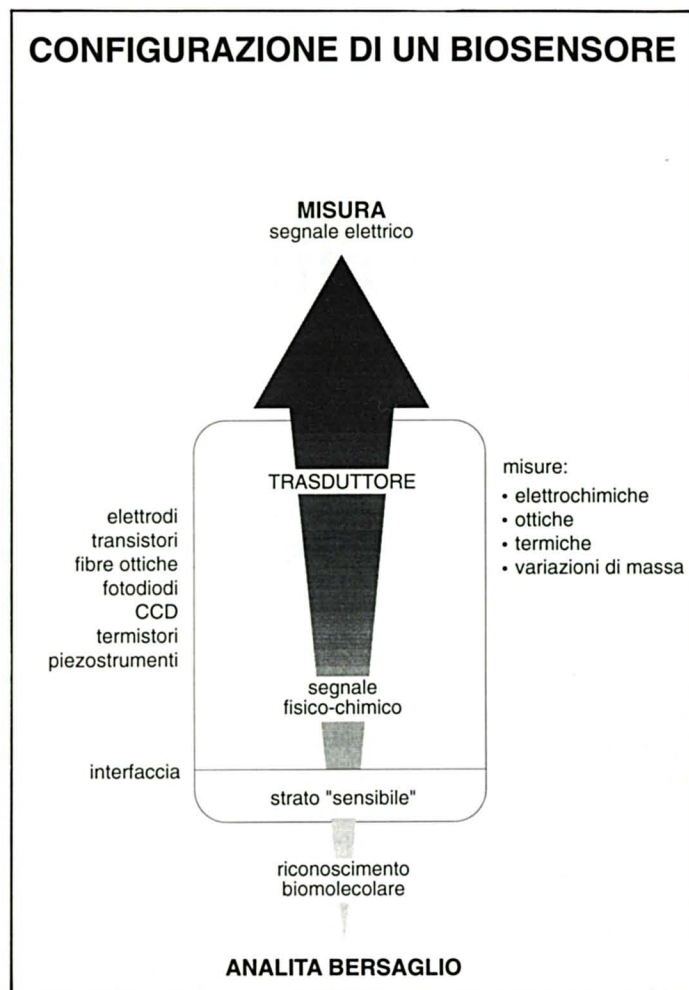 CONFIGURAZIONE DI UN BIOSENSORE
MISURA
segnale elettrico
TRASDUTTORE
elettrodi
transistori
fibre ottiche
fotodiodi
CCD
termistori
piezostrumenti
misure:
• elettrochimiche
• ottiche
• termiche
• variazioni di massa
segnale
fisico-chimico
interfaccia
strato "sensibile"
riconoscimento
biomolecolare
ANALITA BERSAGLIO